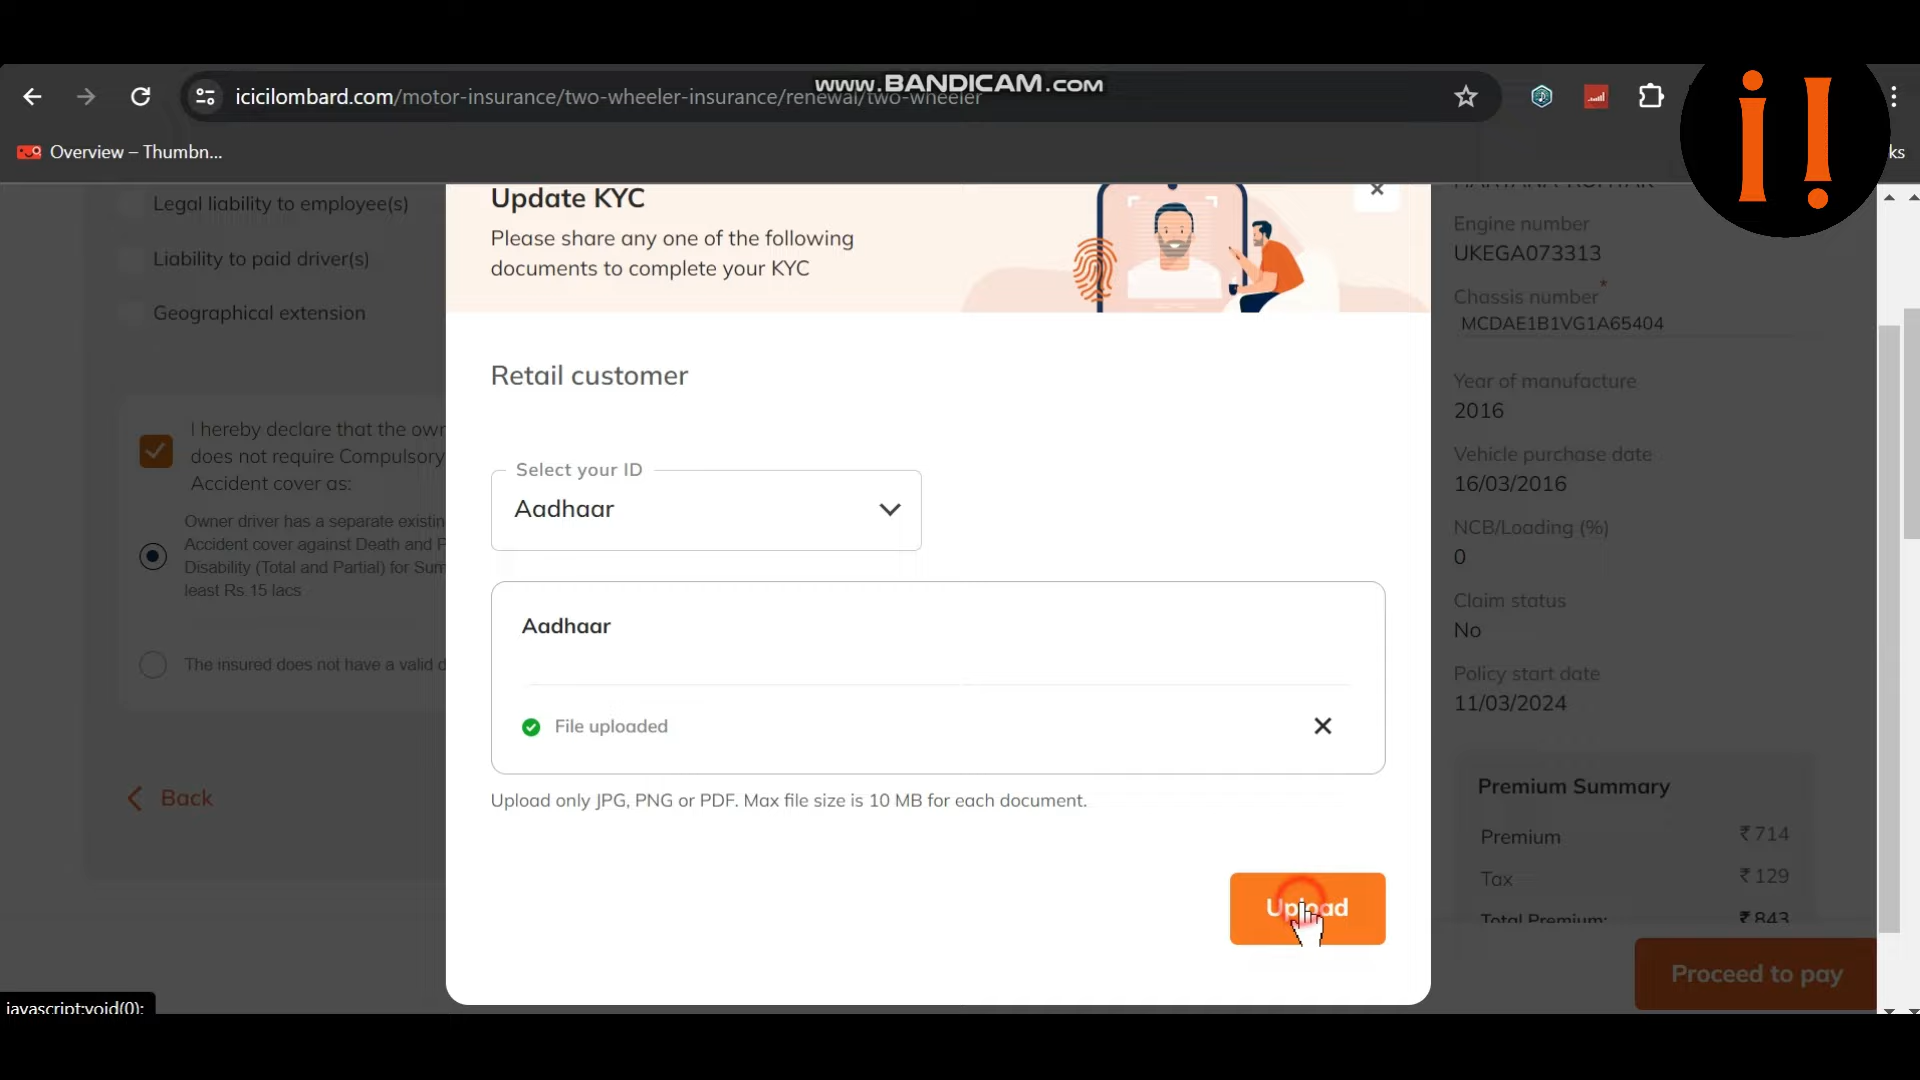 www.BANDICAM.com
icicilombard.com/motor-insurance/two-wheeler-insurance/renewal/two-wheeler
Overview – Thumbn...
ks
Legal liability to employee(s)
Liability to paid driver(s)
Geographical extension
I hereby declare that the owr
does not require Compulsory
Accident cover as:
Owner driver has a separate existin
Accident cover against Death and P
Disability (Total and Partial) for Sum
least Rs 15 lacs
The insured does not have a valid d
Back
Update KYC
Please share any one of the following
documents to complete your KYC
Retail customer
Select your ID
Aadhaar
Aadhaar
File uploaded
Upload only JPG, PNG or PDF. Max file size is 10 MB for each document.
Upload
HARYANA-ROHTAK
Engine number
UKEGA073313
Chassis number*
MCDAE1B1VG1A65404
Year of manufacture
2016
Vehicle purchase date
16/03/2016
NCB/Loading (%)
0
Claim status
No
Policy start date
11/03/2024
Premium Summary
Premium ₹714
Tax ₹129
Total Premium: ₹843
Proceed to pay
javascript:void(0);